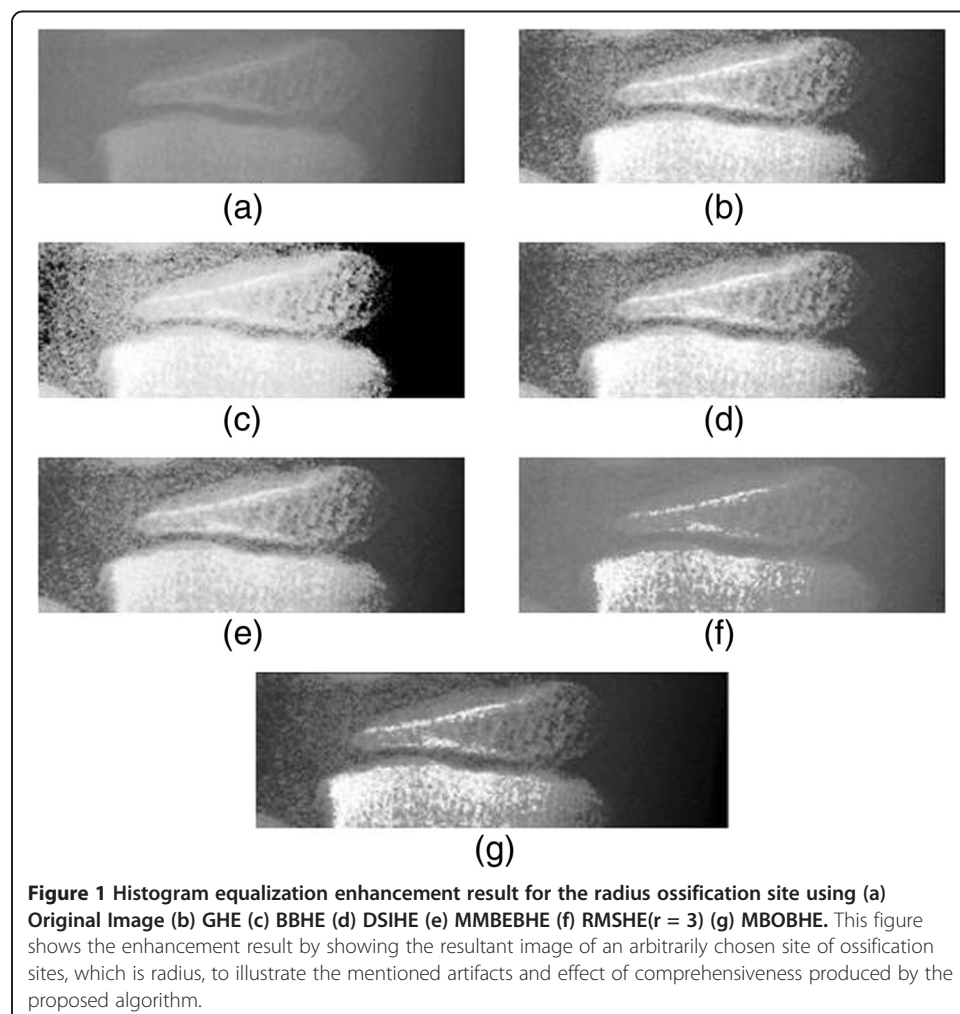 (a)
(b)
(c)
(d)
(e)
(f)
(g)
Figure 1 Histogram equalization enhancement result for the radius ossification site using (a)
Original Image (b) GHE (c) BBHE (d) DSIHE (e) MMBEBHE (f) RMSHE(r = 3) (g) MBOBHE. This figure
shows the enhancement result by showing the resultant image of an arbitrarily chosen site of ossification
sites, which is radius, to illustrate the mentioned artifacts and effect of comprehensiveness produced by the
proposed algorithm.